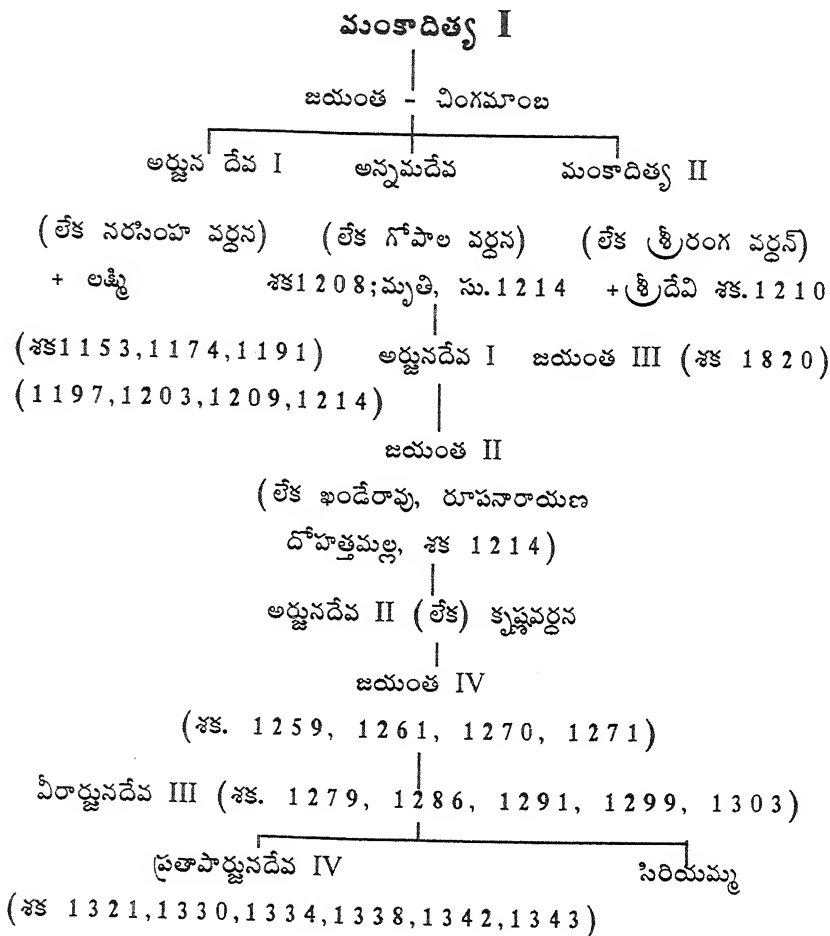 మంకాదిత్య I
జయంత - చింగమాంబ
అర్జున దేవ I అన్నమదేవ మంకాదిత్య II
(లేక నరసింహ వర్ధన) (లేక గోపాల వర్ధన) (లేక శ్రీరంగ వర్ధన్)
+ లక్ష్మి శక1208;మృతి, సు.1214 +శ్రీదేవి శక.1210
(శక1153,1174,1191) అర్జునదేవ I జయంత III (శక 1820)
(1197,1203,1209,1214)
జయంత II
(లేక ఖండేరావు, రూపనారాయణ
దోహత్తమల్ల, శక 1214)
అర్జునదేవ II (లేక) కృష్ణవర్ధన
జయంత IV
(శక. 1259, 1261, 1270, 1271)
వీరార్జునదేవ III (శక. 1279, 1286, 1291, 1299, 1303)
ప్రతాపార్జునదేవ IV సిరియమ్మ
(శక 1321,1330,1334,1338,1342,1343)